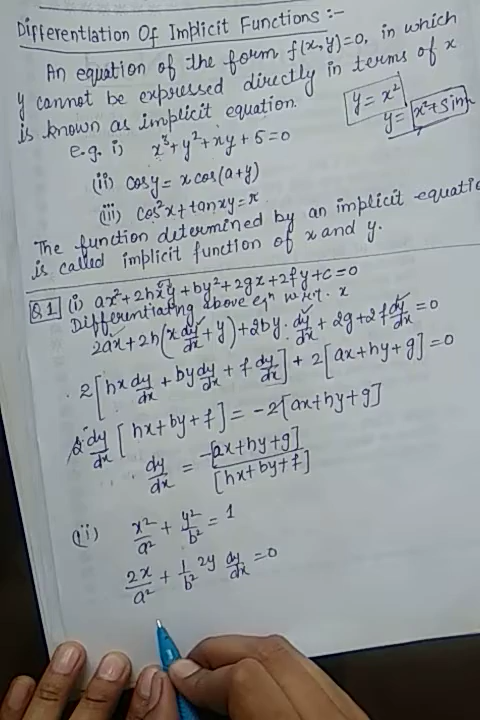 Differentiation Of Implicit Functions :-
An equation of the form f(x,y)=0, in which
y cannot be expressed directly in terms of x
is known as implicit equation.
y = x²
y = x²+sin
e.g. i) x³+y²+xy+5=0
(ii) cosy = x cos(a+y)
(iii) cos²x+tanxy=π
The function determined by an implicit equatio
is called implicit function of x and y.
Q1 (i) ax²+2hxy+by²+2gx+2fy+c=0
Differentiating above eqn w.r.t. x
2ax+2h(x dy/dx + y)+2by. dy/dx + 2g+2f dy/dx =0
2[hx dy/dx + by dy/dx + f dy/dx] + 2[ax+hy+g] =0
2 dy/dx [hx+by+f] = -2[ax+hy+g]
dy/dx = -[ax+hy+g]/[hx+by+f]
(ii) x²/a² + y²/b² = 1
2x/a² + 1/b² 2y dy/dx =0